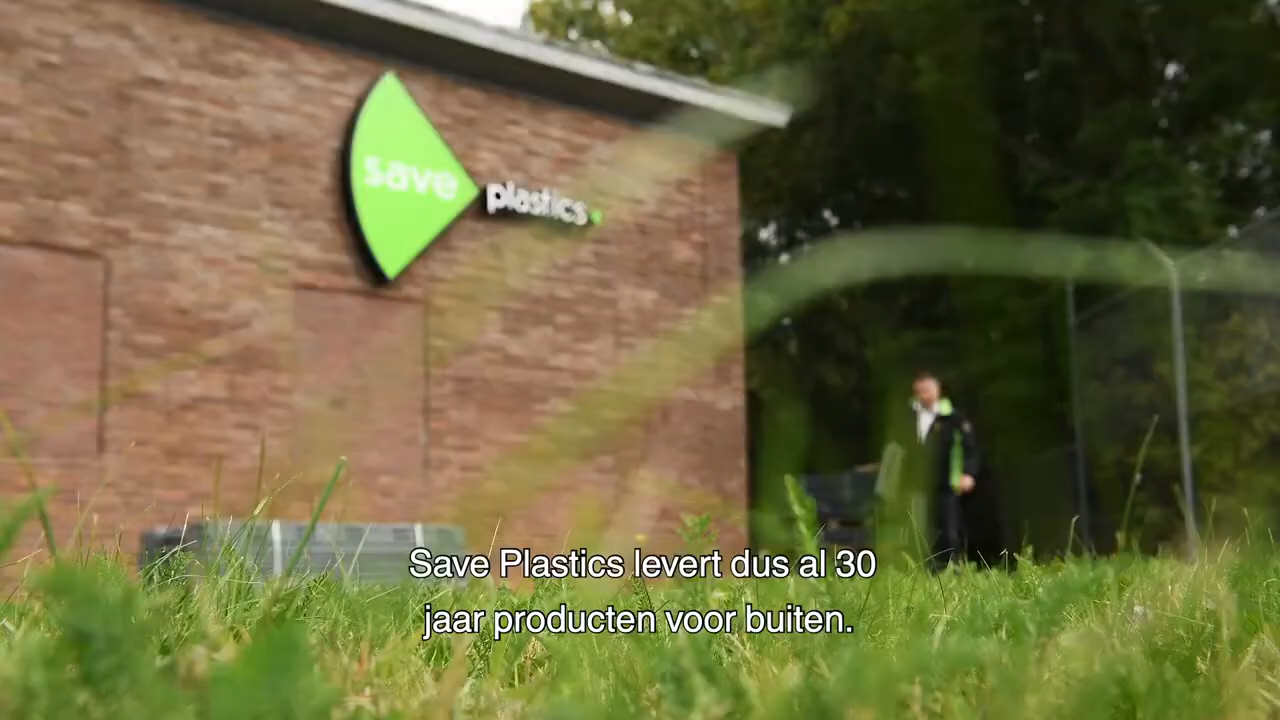 save
plastics.
Save Plastics levert dus al 30
jaar producten voor buiten.